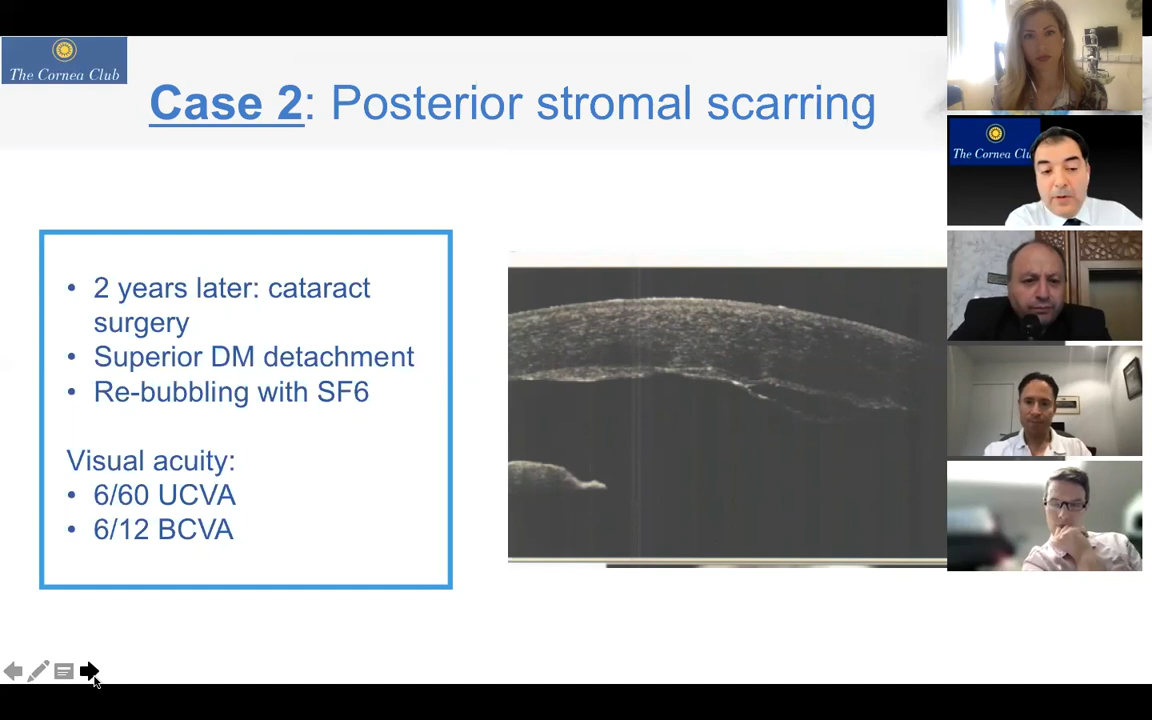 The Cornea Club
Case 2: Posterior stromal scarring
• 2 years later: cataract
surgery
• Superior DM detachment
• Re-bubbling with SF6
Visual acuity:
• 6/60 UCVA
• 6/12 BCVA
The Cornea Clu